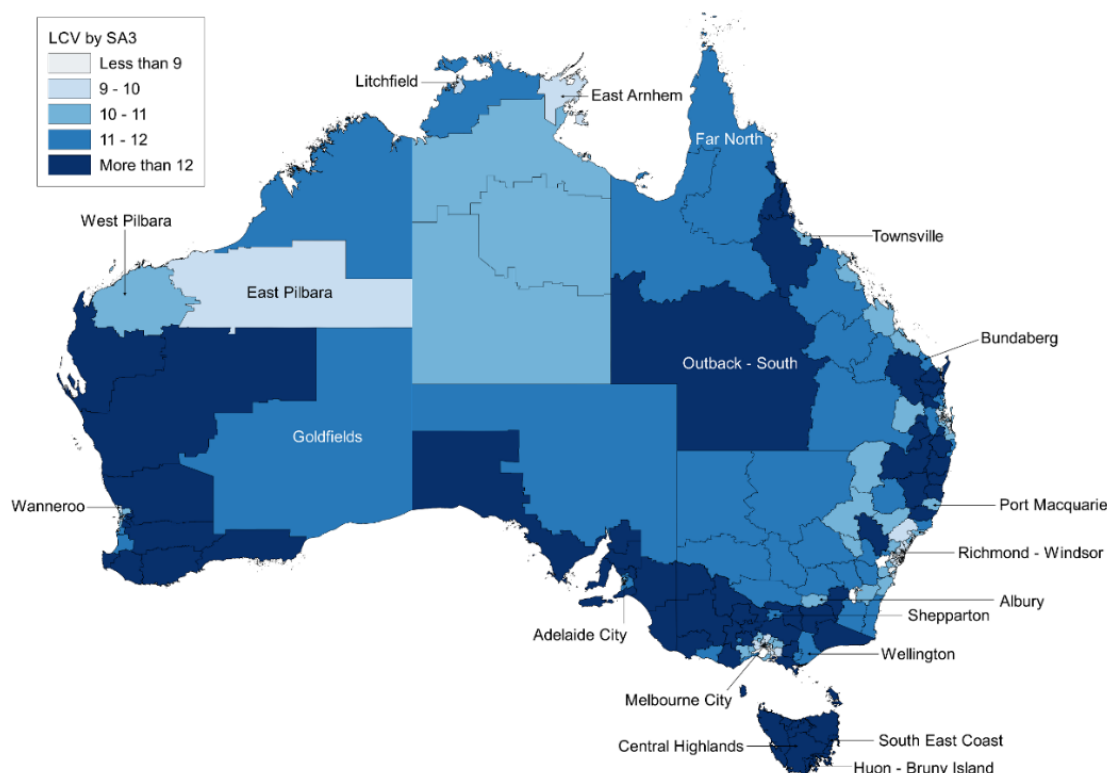 LCV by SA3
Less than 9
9 - 10
10 - 11
11 - 12
More than 12
Litchfield
East Arnhem
Far North
West Pilbara
Townsville
East Pilbara
Bundaberg
Outback - South
Goldfields
Wanneroo
Port Macquarie
Richmond - Windsor
Albury
Shepparton
Adelaide City
Wellington
Melbourne City
Central Highlands
South East Coast
Huon - Bruny Island